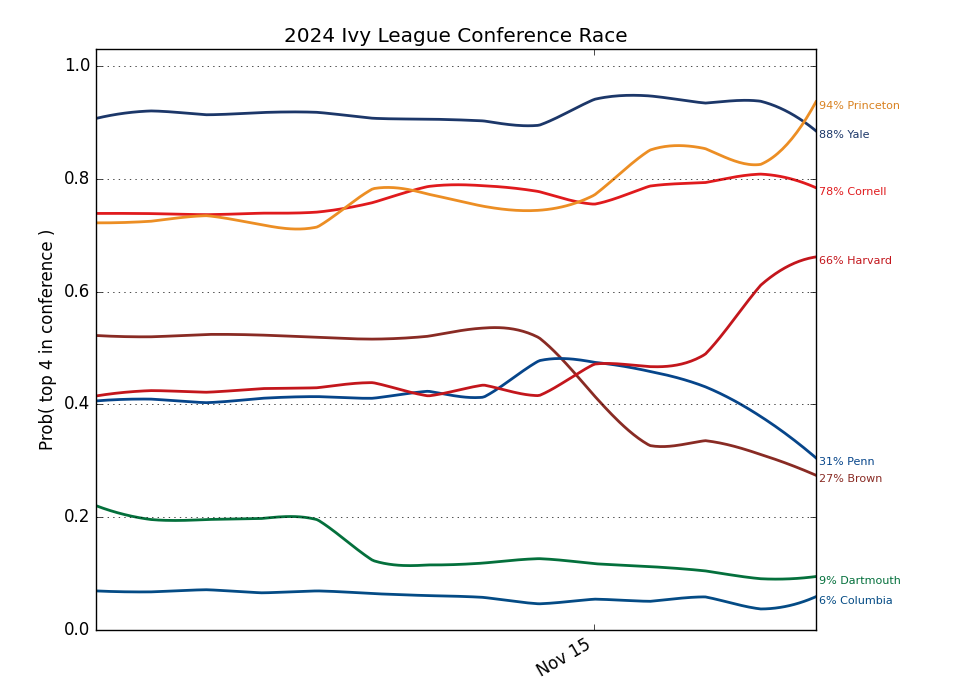 2024 Ivy League Conference Race
Prob( top 4 in conference )
1.0
0.8
0.6
0.4
0.2
0.0
Nov 15
94% Princeton
88% Yale
78% Cornell
66% Harvard
31% Penn
27% Brown
9% Dartmouth
6% Columbia